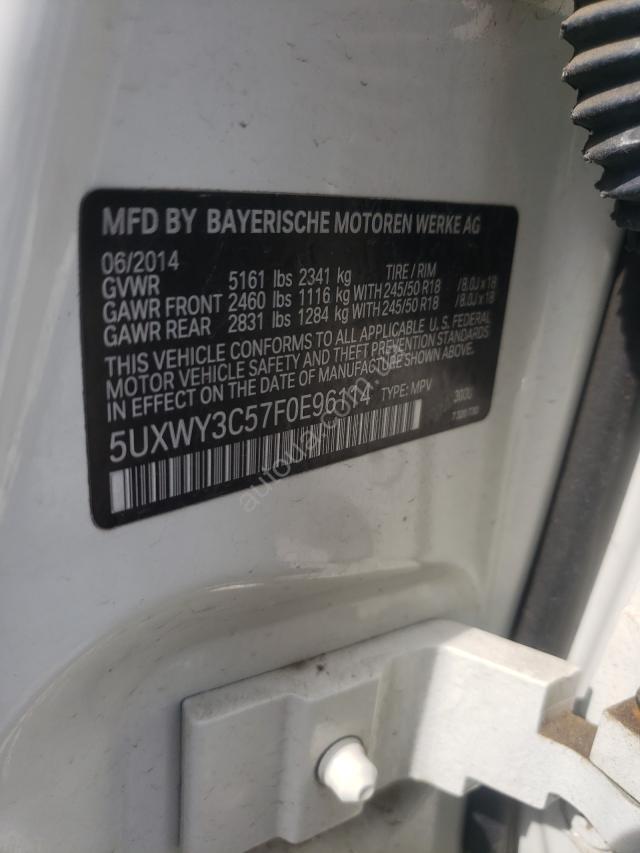 MFD BY BAYERISCHE MOTOREN WERKE AG
06/2014 TIRE / RIM
GVWR 5161 lbs 2341 kg
GAWR FRONT 2460 lbs 1116 kg WITH 245/50 R18 /8.0J x 18
GAWR REAR 2831 lbs 1284 kg WITH 245/50 R18 /8.0J x 18
THIS VEHICLE CONFORMS TO ALL APPLICABLE U. S. FEDERAL
MOTOR VEHICLE SAFETY AND THEFT PREVENTION STANDARDS
IN EFFECT ON THE DATE OF MANUFACTURE SHOWN ABOVE.
5UXWY3C57F0E96174 TYPE: MPV